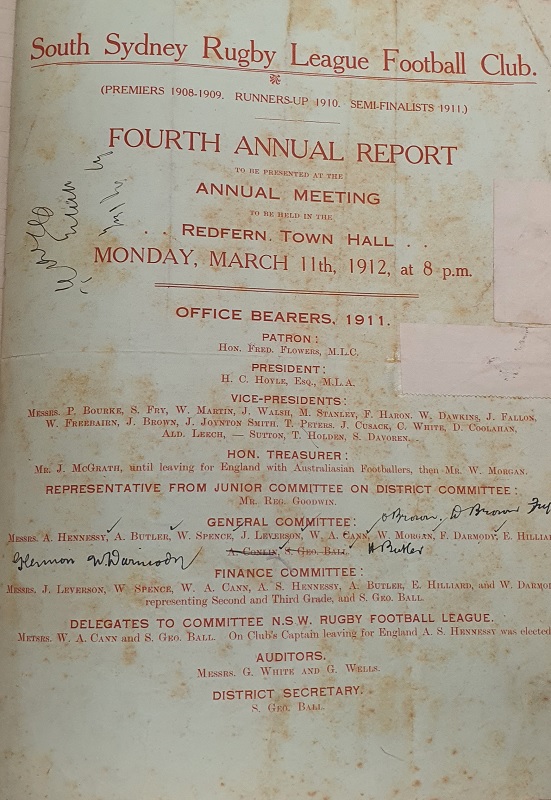 South Sydney Rugby League Football Club.
(PREMIERS 1908-1909. RUNNERS-UP 1910. SEMI-FINALISTS 1911.)
FOURTH ANNUAL REPORT
TO BE PRESENTED AT THE
ANNUAL MEETING
TO BE HELD IN THE
. . REDFERN TOWN HALL . .
MONDAY, MARCH 11th, 1912, at 8 p.m.
OFFICE BEARERS, 1911.
PATRON:
HON. FRED. FLOWERS, M.L.C.
PRESIDENT:
H. C. HOYLE, ESQ., M.L.A.
VICE-PRESIDENTS:
MESSRS. P. BOURKE, S. FRY, W. MARTIN, J. WALSH, M. STANLEY, F. HARON. W. DAWKINS, J. FALLON,
W. FREEBAIRN, J. BROWN, J. JOYNTON SMITH, T. PETERS, J. CUSACK, C. WHITE, D. COOLAHAN,
ALD. LEECH, — SUTTON, T. HOLDEN, S. DAVOREN.
HON. TREASURER:
MR. J. MCGRATH, until leaving for England with Australasian Footballers, then MR. W. MORGAN.
REPRESENTATIVE FROM JUNIOR COMMITTEE ON DISTRICT COMMITTEE:
MR. REG. GOODWIN.
Brown, D Brown
GENERAL COMMITTEE:
MESSRS. A. HENNESSY, A. BUTLER, W. SPENCE, J. LEVERSON, W. A. CANN, W. MORGAN, F. DARMODY, E. HILLIA
A. CONLIN, S. GEO. BALL. A Butler
W Darmody
FINANCE COMMITTEE:
MESSRS. J. LEVERSON, W. SPENCE, W. A. CANN, A. S. HENNESSY, A. BUTLER, E. HILLIARD, and W. DARMO
representing Second and Third Grade, and S. GEO. BALL.
DELEGATES TO COMMITTEE N.S.W. RUGBY FOOTBALL LEAGUE.
METSRS. W. A. CANN and S. GEO. BALL. On Club's Captain leaving for England A. S. HENNESSY was elected
AUDITORS.
MESSRS. G. WHITE AND G. WELLS.
DISTRICT SECRETARY.
S. GEO. BALL.